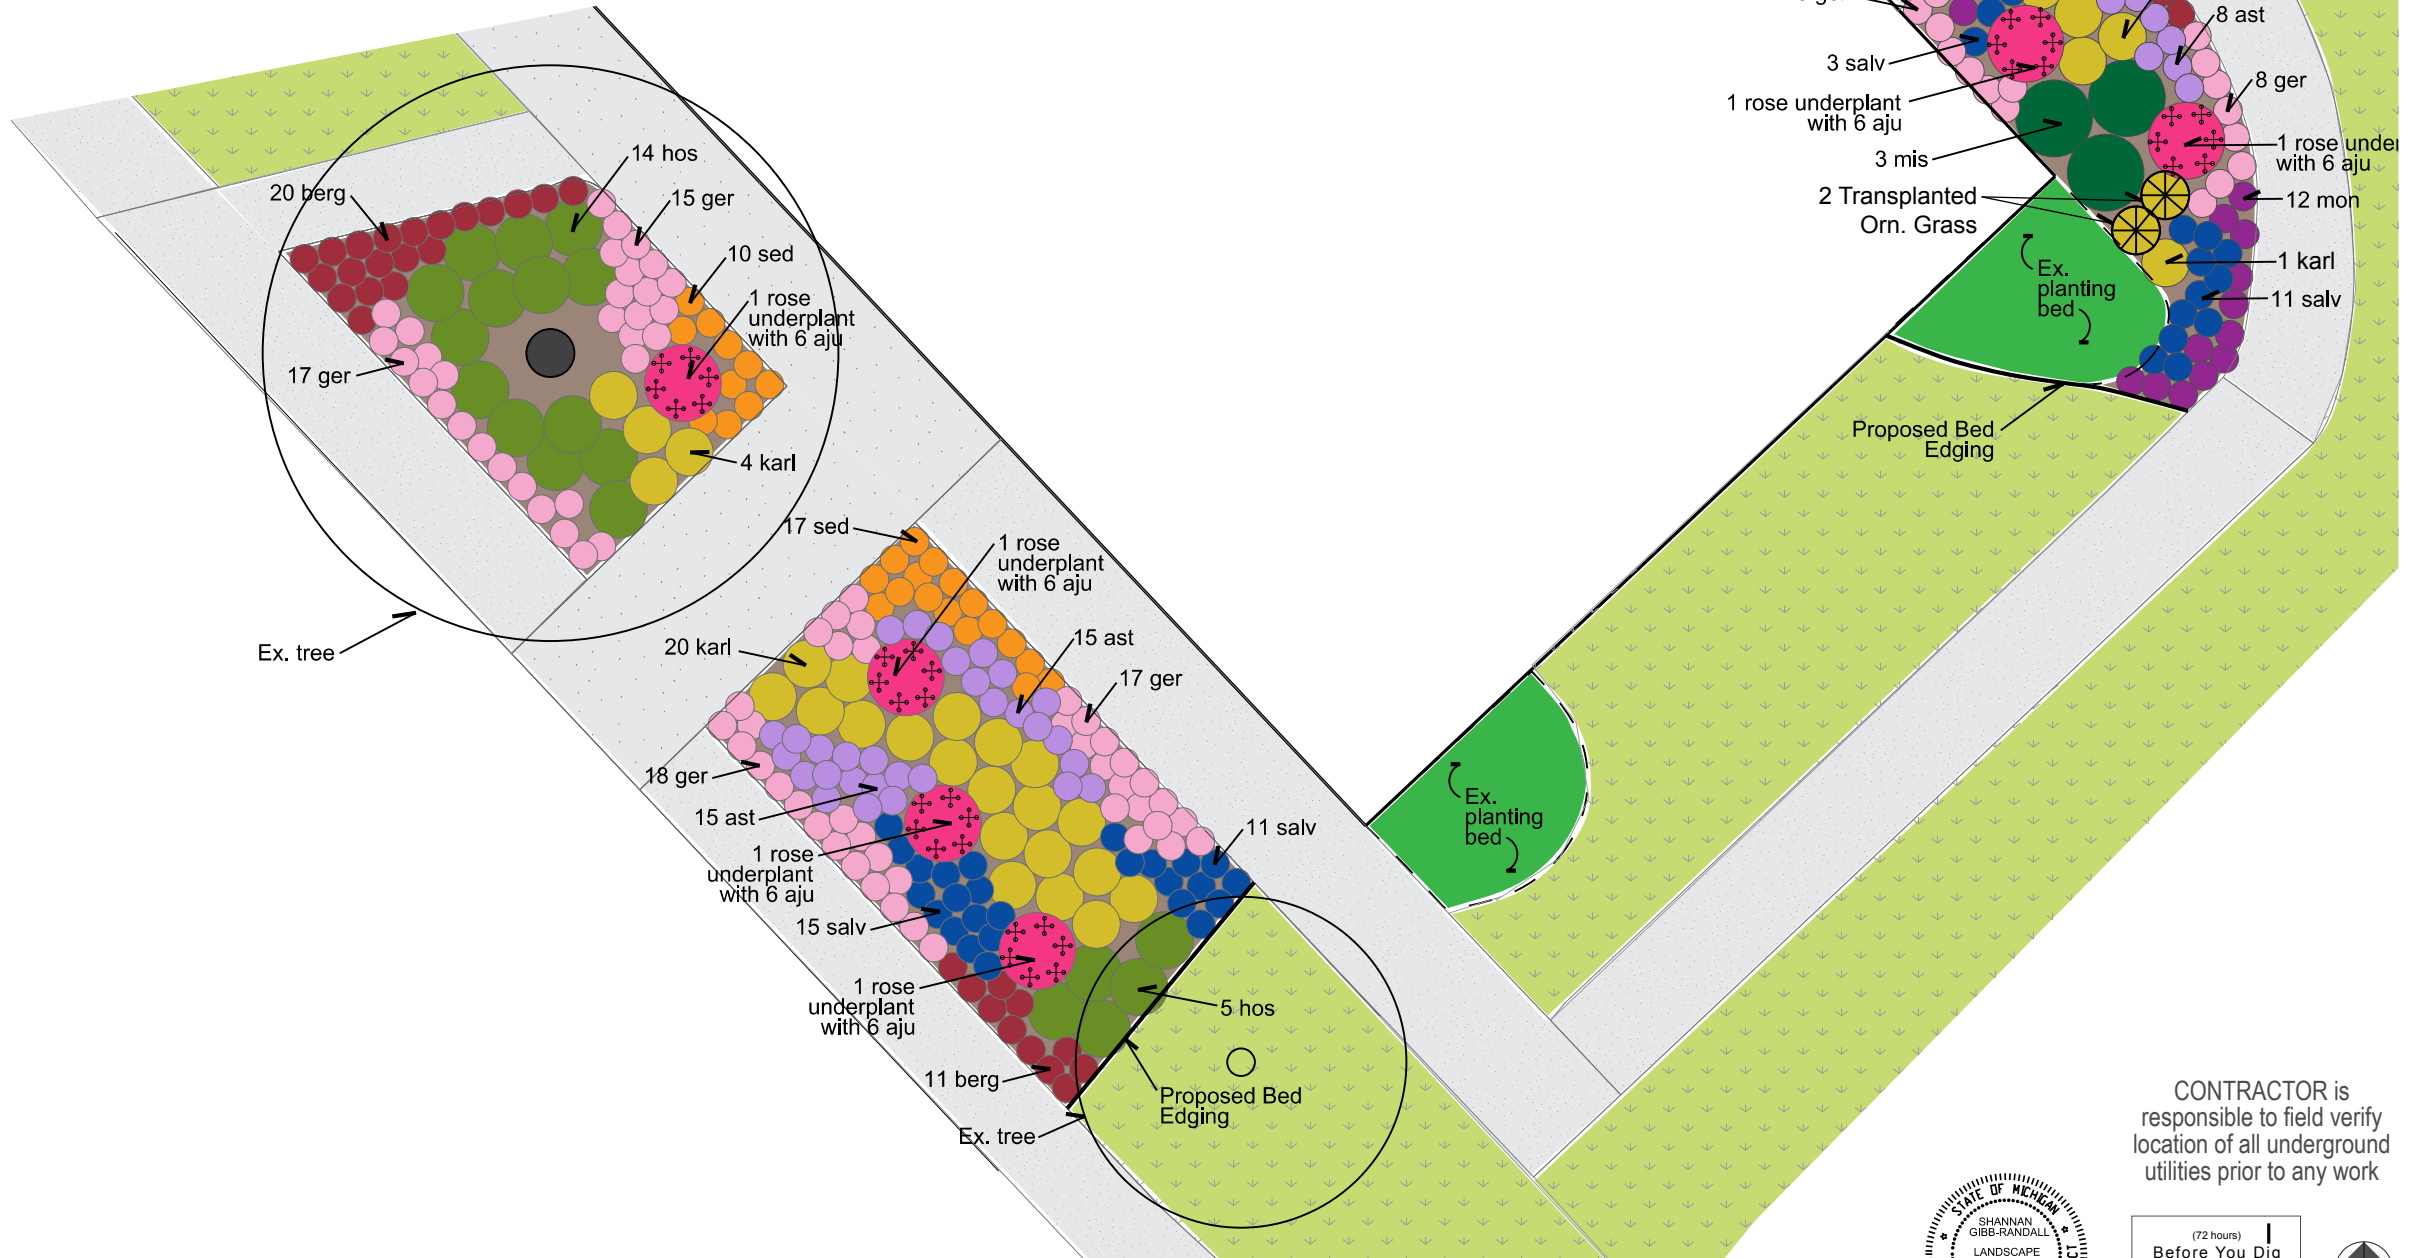 14 hos
20 berg
15 ger
10 sed
1 rose
underplant
with 6 aju
17 ger
4 karl
17 sed
1 rose
underplant
with 6 aju
Ex. tree
20 karl
15 ast
17 ger
18 ger
15 ast
1 rose
underplant
with 6 aju
11 salv
15 salv
1 rose
underplant
with 6 aju
5 hos
11 berg
Proposed Bed
Edging
Ex. tree
8 ast
3 salv
8 ger
1 rose underplant
with 6 aju
1 rose under
with 6 aju
3 mis
2 Transplanted
Orn. Grass
12 mon
1 karl
11 salv
Ex.
planting
bed
Proposed Bed
Edging
Ex.
planting
bed
CONTRACTOR is
responsible to field verify
location of all underground
utilities prior to any work
STATE OF MICHIGAN
SHANNAN
GIBB-RANDALL
LANDSCAPE
(72 hours)
Before You Dig